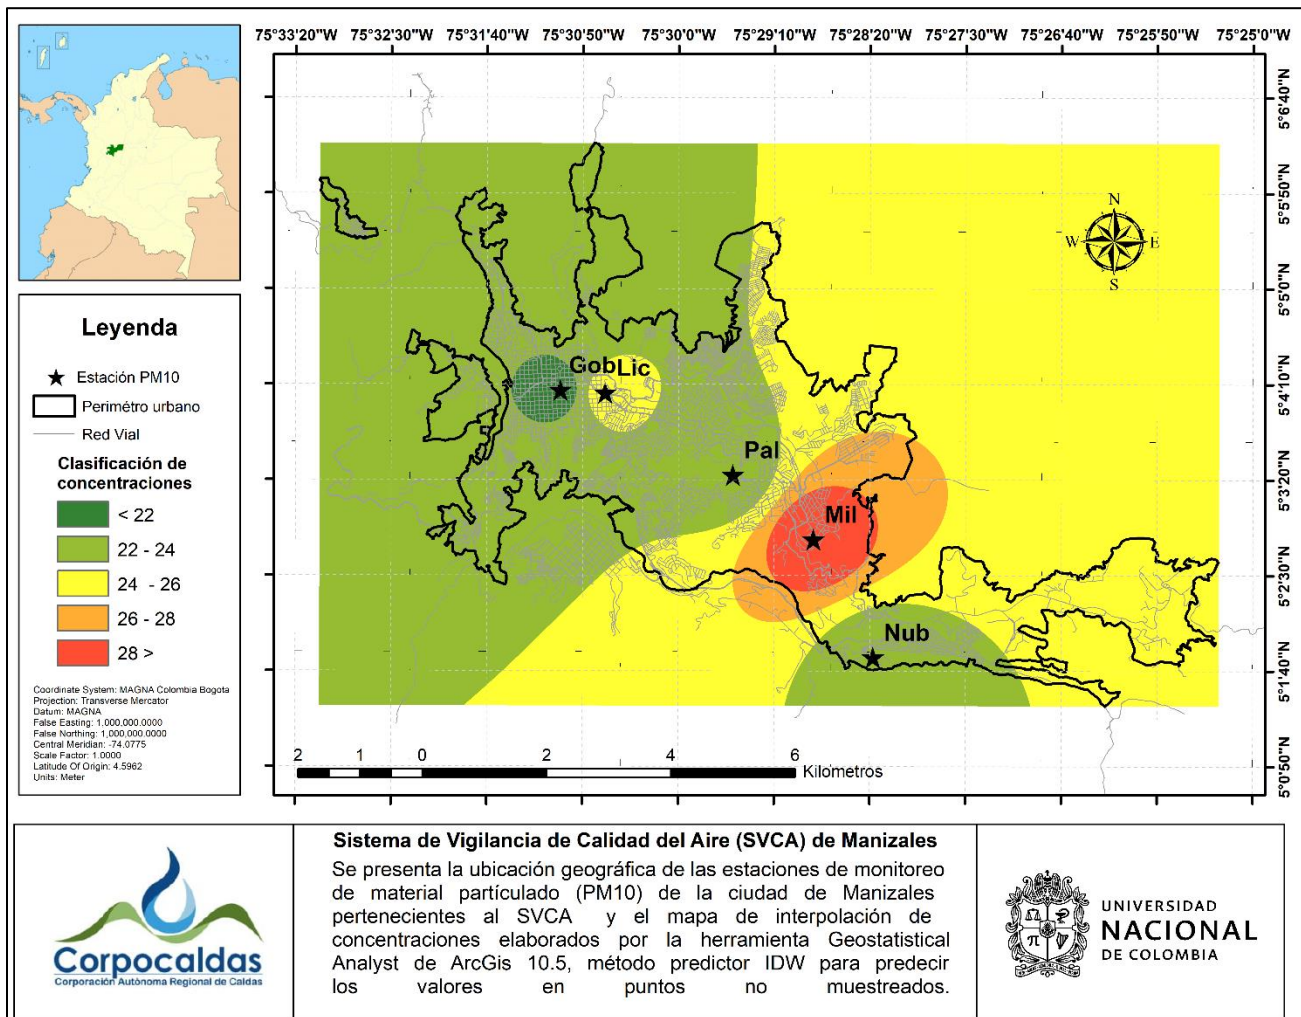 75°33'20"W 75°32'30"W 75°31'40"W 75°30'50"W 75°30'0"W 75°29'10"W 75°28'20"W 75°27'30"W 75°26'40"W 75°25'50"W 75°25'0"W
5°6'40"N
5°5'50"N
5°5'0"N
5°4'10"N
5°3'20"N
5°2'30"N
5°1'40"N
5°0'50"N
N
W
E
S
Gob
Lic
Pal
Mil
Nub
2 1 0 2 4 6
Kilometros
Leyenda
Estación PM10
Perimétro urbano
Red Vial
Clasificación de
concentraciones
< 22
22 - 24
24 - 26
26 - 28
28 >
Coordinate System: MAGNA Colombia Bogota
Projection: Transverse Mercator
Datum: MAGNA
False Easting: 1.000,000.0000
False Northing: 1,000,000.0000
Central Meridian: -74.0775
Scale Factor: 1.0000
Latitude Of Origin: 4.5962
Units: Meter
Corpocaldas
Corporación Autónoma Regional de Caldas
Sistema de Vigilancia de Calidad del Aire (SVCA) de Manizales
Se presenta la ubicación geográfica de las estaciones de monitoreo
de material partículado (PM10) de la ciudad de Manizales
pertenecientes al SVCA y el mapa de interpolación de
concentraciones elaborados por la herramienta Geostatistical
Analyst de ArcGis 10.5, método predictor IDW para predecir
los valores en puntos no muestreados.
UNIVERSIDAD
NACIONAL
DE COLOMBIA